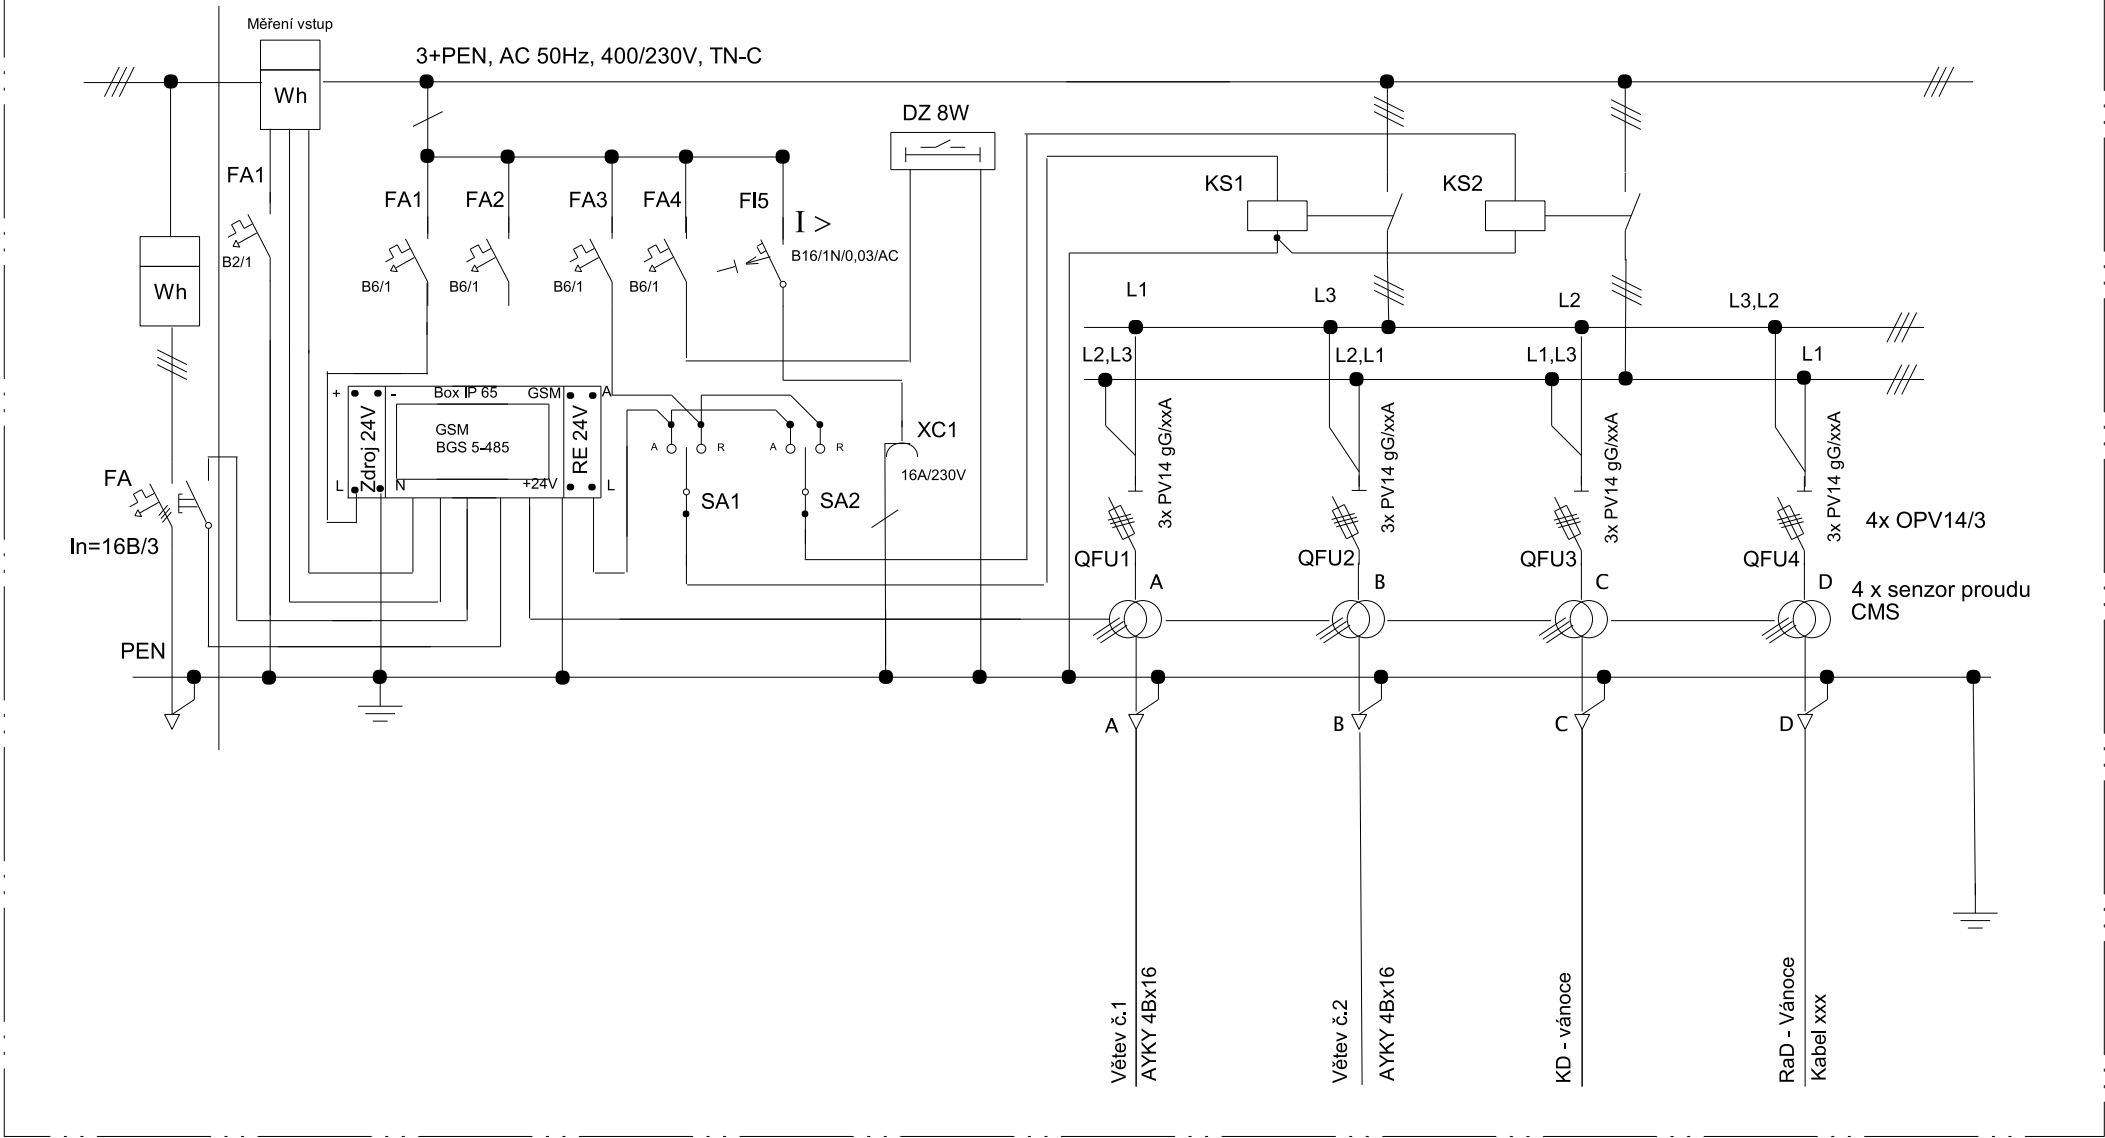 Měření vstup
3+PEN, AC 50Hz, 400/230V, TN-C
Wh
DZ 8W
FA1
FA1
FA2
FA3
FA4
FI5
KS1
KS2
I >
B16/1N/0,03/AC
B2/1
B6/1
B6/1
B6/1
B6/1
Wh
L1
L3
L2
L3,L2
L2,L3
L2,L1
L1,L3
L1
+
-
Box IP 65
GSM
A
Zdroj 24V
GSM
BGS 5-485
RE 24V
L
N
+24V
L
A
R
A
R
XC1
16A/230V
SA1
SA2
3x PV14 gG/xxA
3x PV14 gG/xxA
3x PV14 gG/xxA
3x PV14 gG/xxA
FA
In=16B/3
4x OPV14/3
QFU1
QFU2
QFU3
QFU4
A
B
C
D
4 x senzor proudu
CMS
PEN
A
B
C
D
Větev č.1
AYKY 4Bx16
Větev č.2
AYKY 4Bx16
KD - vánoce
RaD - Vánoce
Kabel xxx